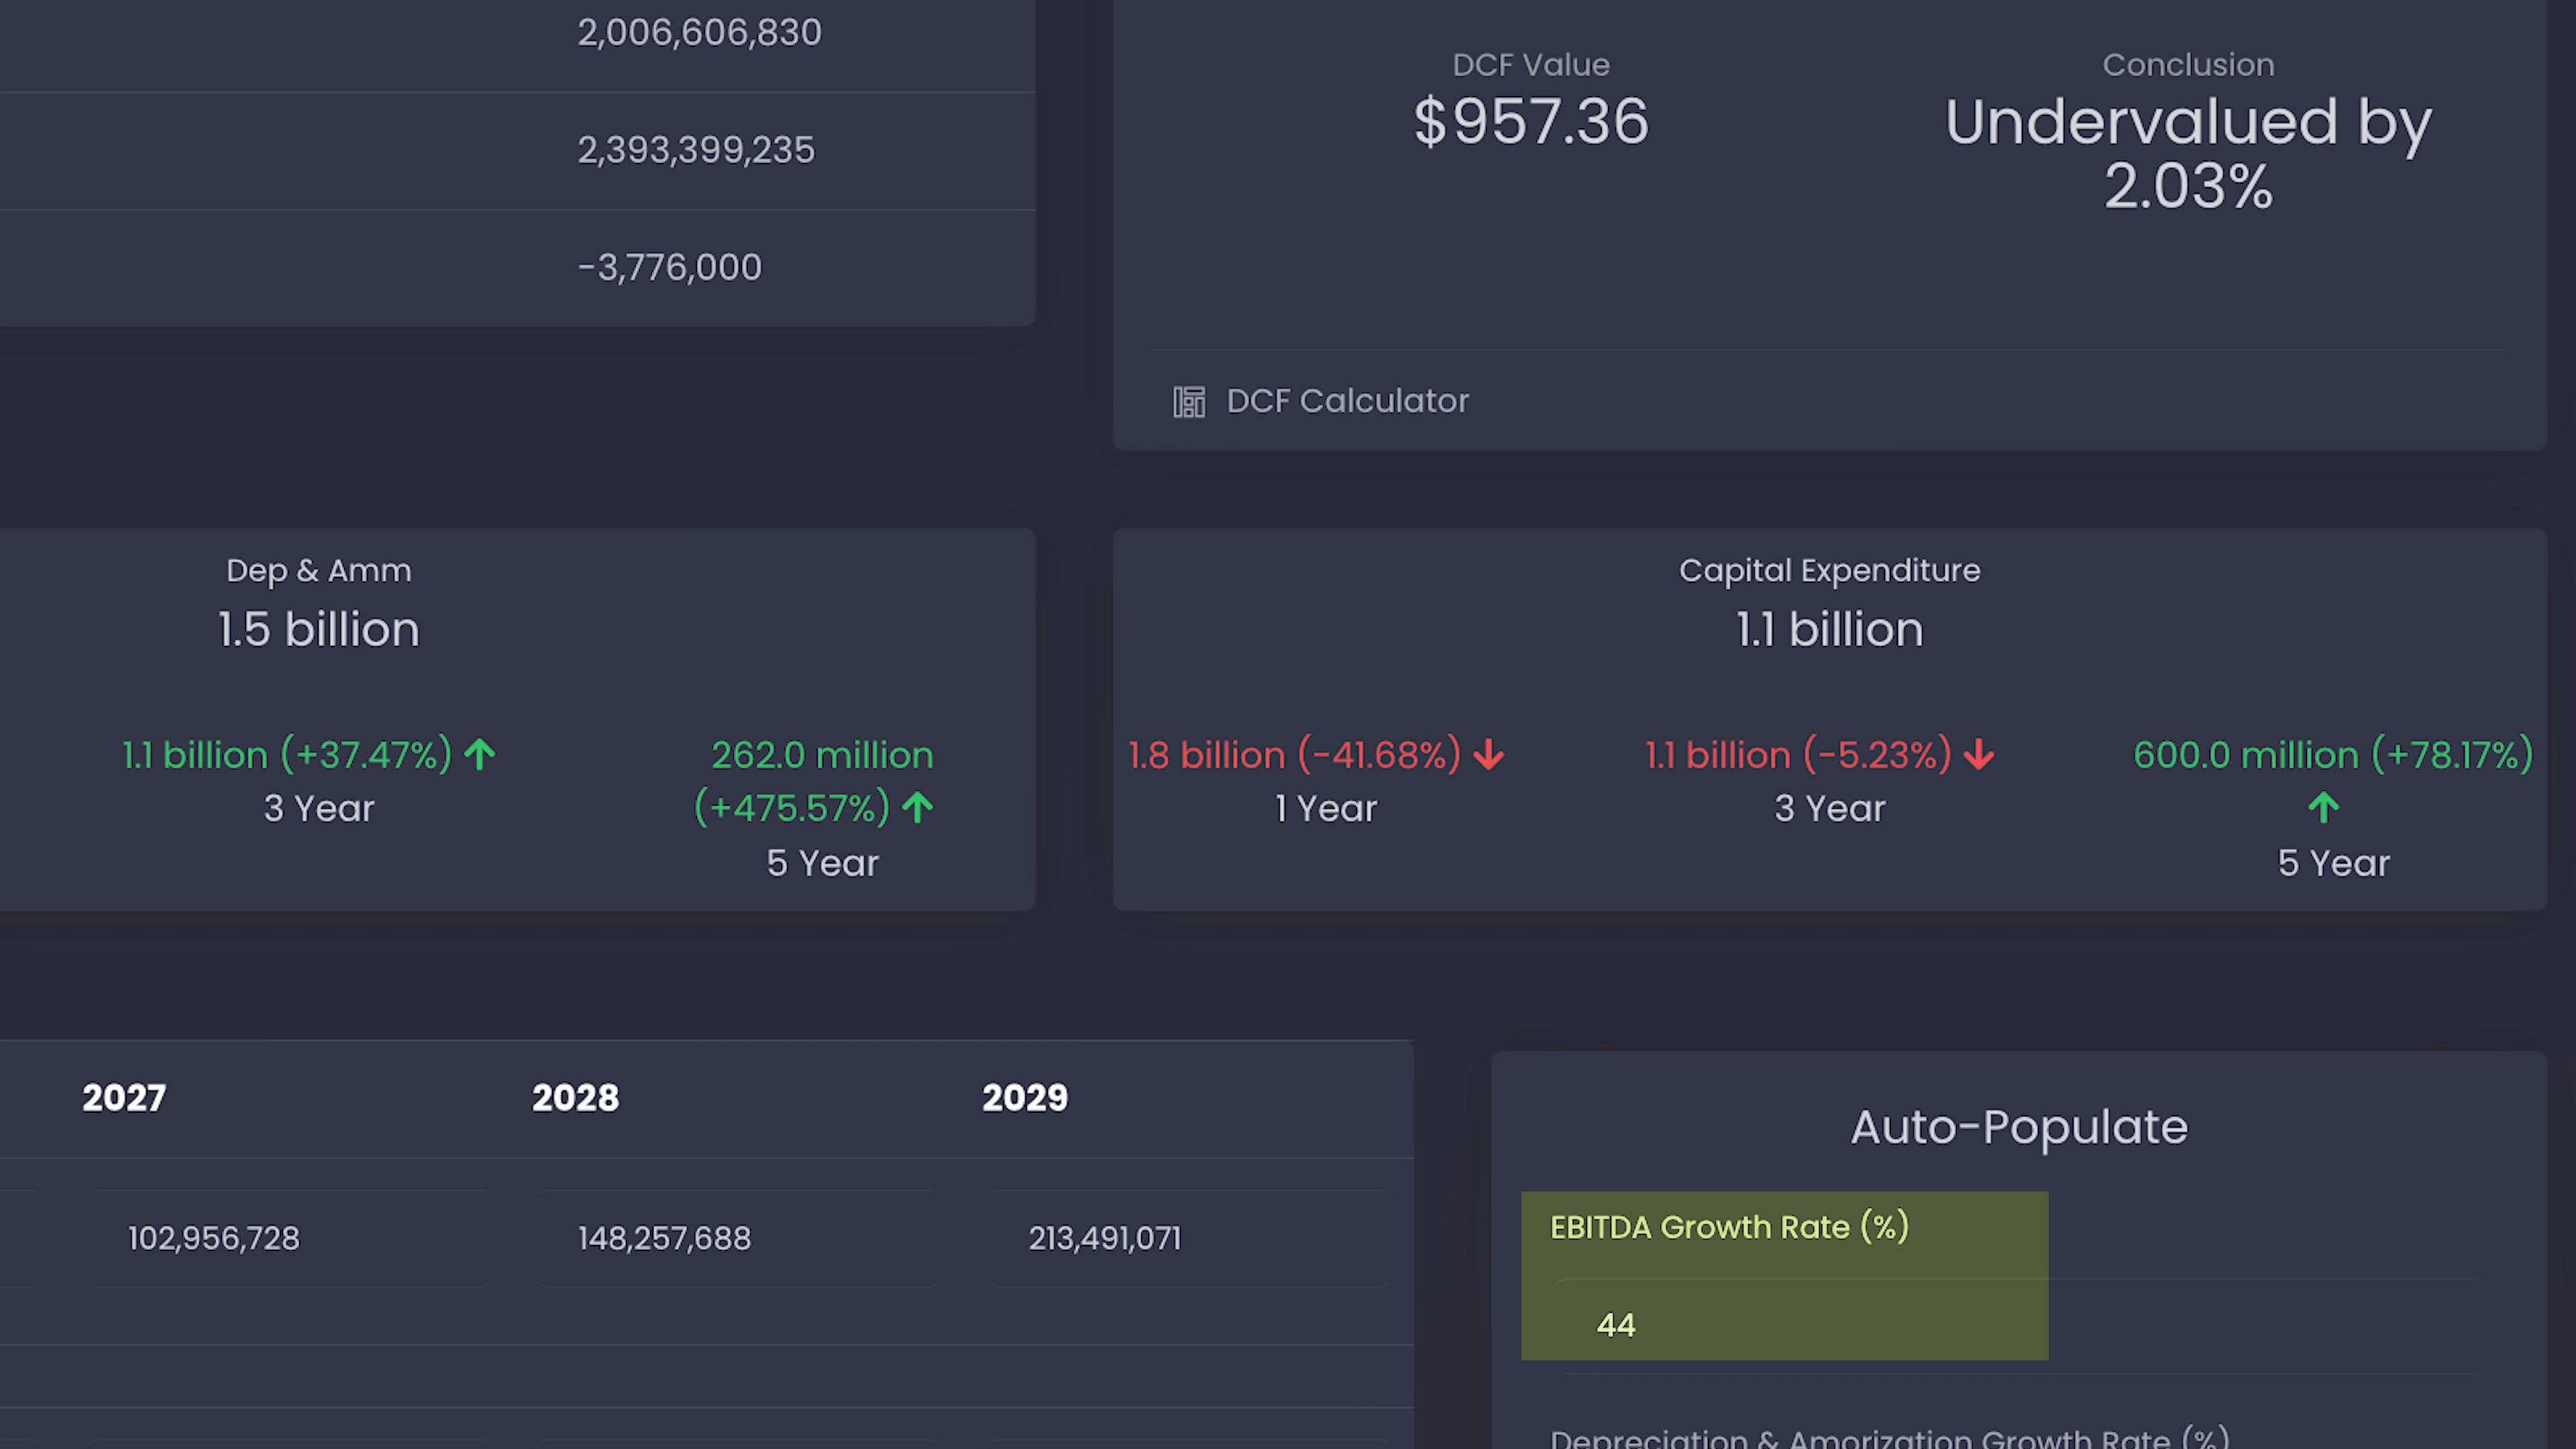 2,006,606,830
2,393,399,235
-3,776,000
DCF Value
$957.36
Conclusion
Undervalued by
2.03%
DCF Calculator
Dep & Amm
1.5 billion
1.1 billion (+37.47%)
3 Year
262.0 million
(+475.57%)
5 Year
Capital Expenditure
1.1 billion
1.8 billion (-41.68%)
1 Year
1.1 billion (-5.23%)
3 Year
600.0 million (+78.17%)
5 Year
2027 2028 2029
102,956,728 148,257,688 213,491,071
Auto-Populate
EBITDA Growth Rate (%)
44
Depreciation & Amorization Growth Rate (%)